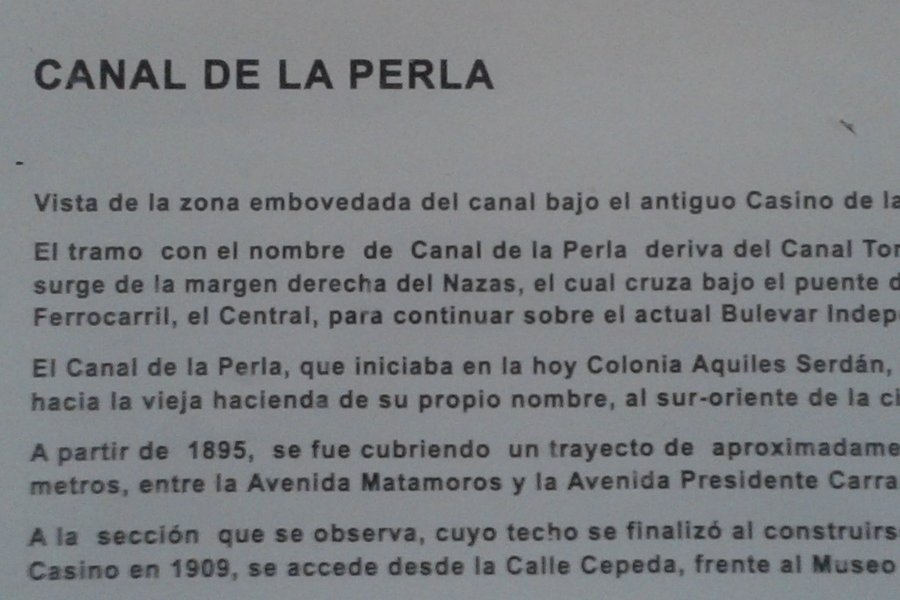 CANAL DE LA PERLA
Vista de la zona embovedada del canal bajo el antiguo Casino de la
El tramo con el nombre de Canal de la Perla deriva del Canal Tor
surge de la margen derecha del Nazas, el cual cruza bajo el puente d
Ferrocarril, el Central, para continuar sobre el actual Bulevar Indep
El Canal de la Perla, que iniciaba en la hoy Colonia Aquiles Serdán,
hacia la vieja hacienda de su propio nombre, al sur-oriente de la ci
A partir de 1895, se fue cubriendo un trayecto de aproximadame
metros, entre la Avenida Matamoros y la Avenida Presidente Carra
A la sección que se observa, cuyo techo se finalizó al construirs
Casino en 1909, se accede desde la Calle Cepeda, frente al Museo